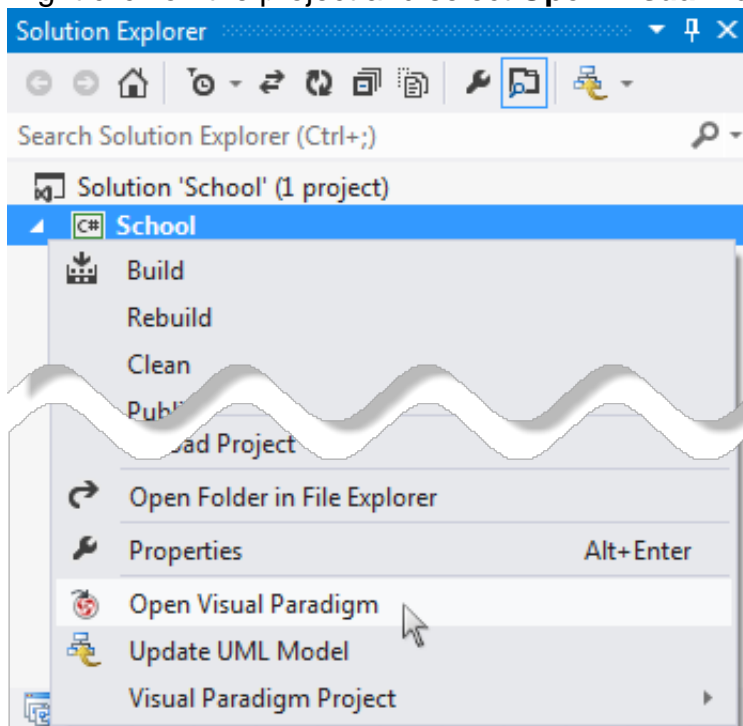 Solution Explorer
Search Solution Explorer (Ctrl+;)
Solution 'School' (1 project)
C# School
Build
Rebuild
Clean
Project
Open Folder in File Explorer
Properties Alt+Enter
Open Visual Paradigm
Update UML Model
Visual Paradigm Project